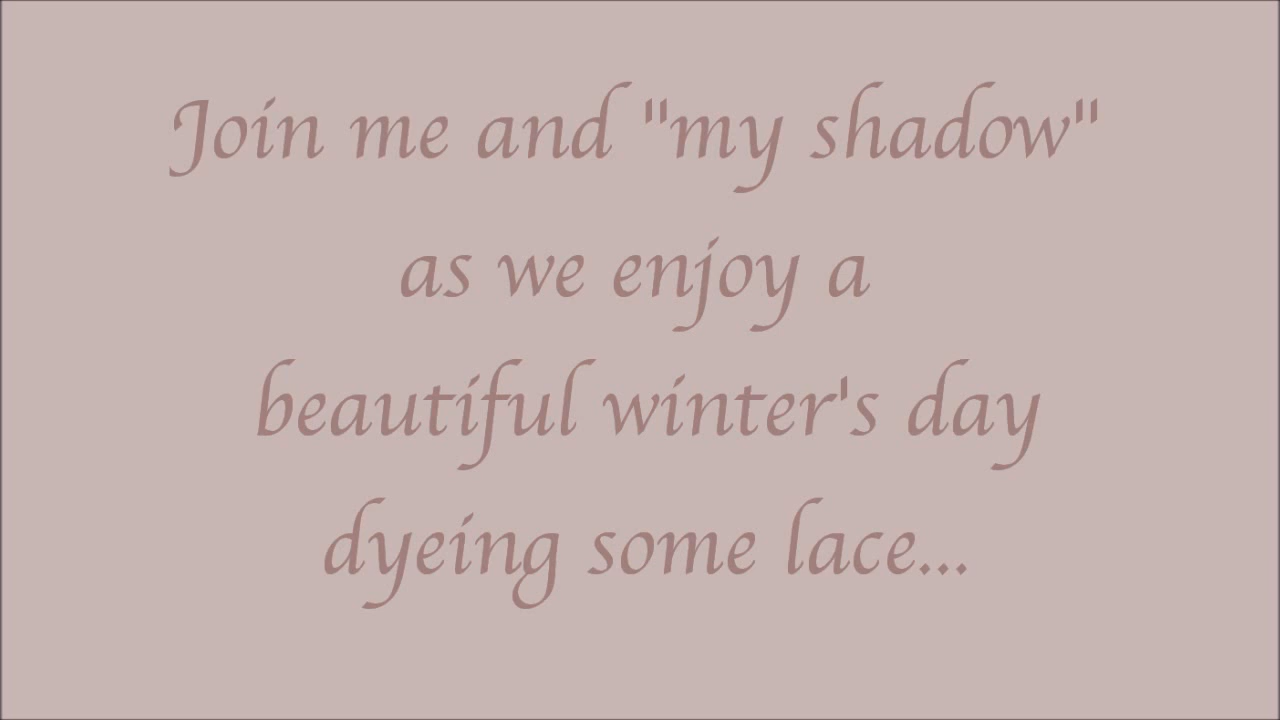 Join me and "my shadow"
as we enjoy a
beautiful winter's day
dyeing some lace...